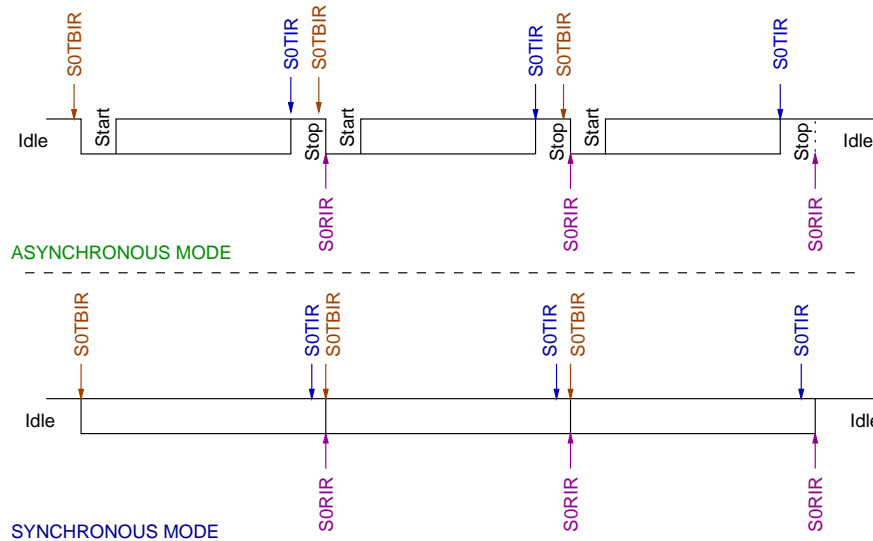 S0TBIR S0TIR S0TBIR S0TIR S0TBIR S0TIR
Idle Start Stop Start Stop Start Stop Idle
S0RIR S0RIR S0RIR
ASYNCHRONOUS MODE
S0TBIR S0TIR S0TBIR S0TIR S0TBIR S0TIR
Idle Idle
S0RIR S0RIR S0RIR
SYNCHRONOUS MODE